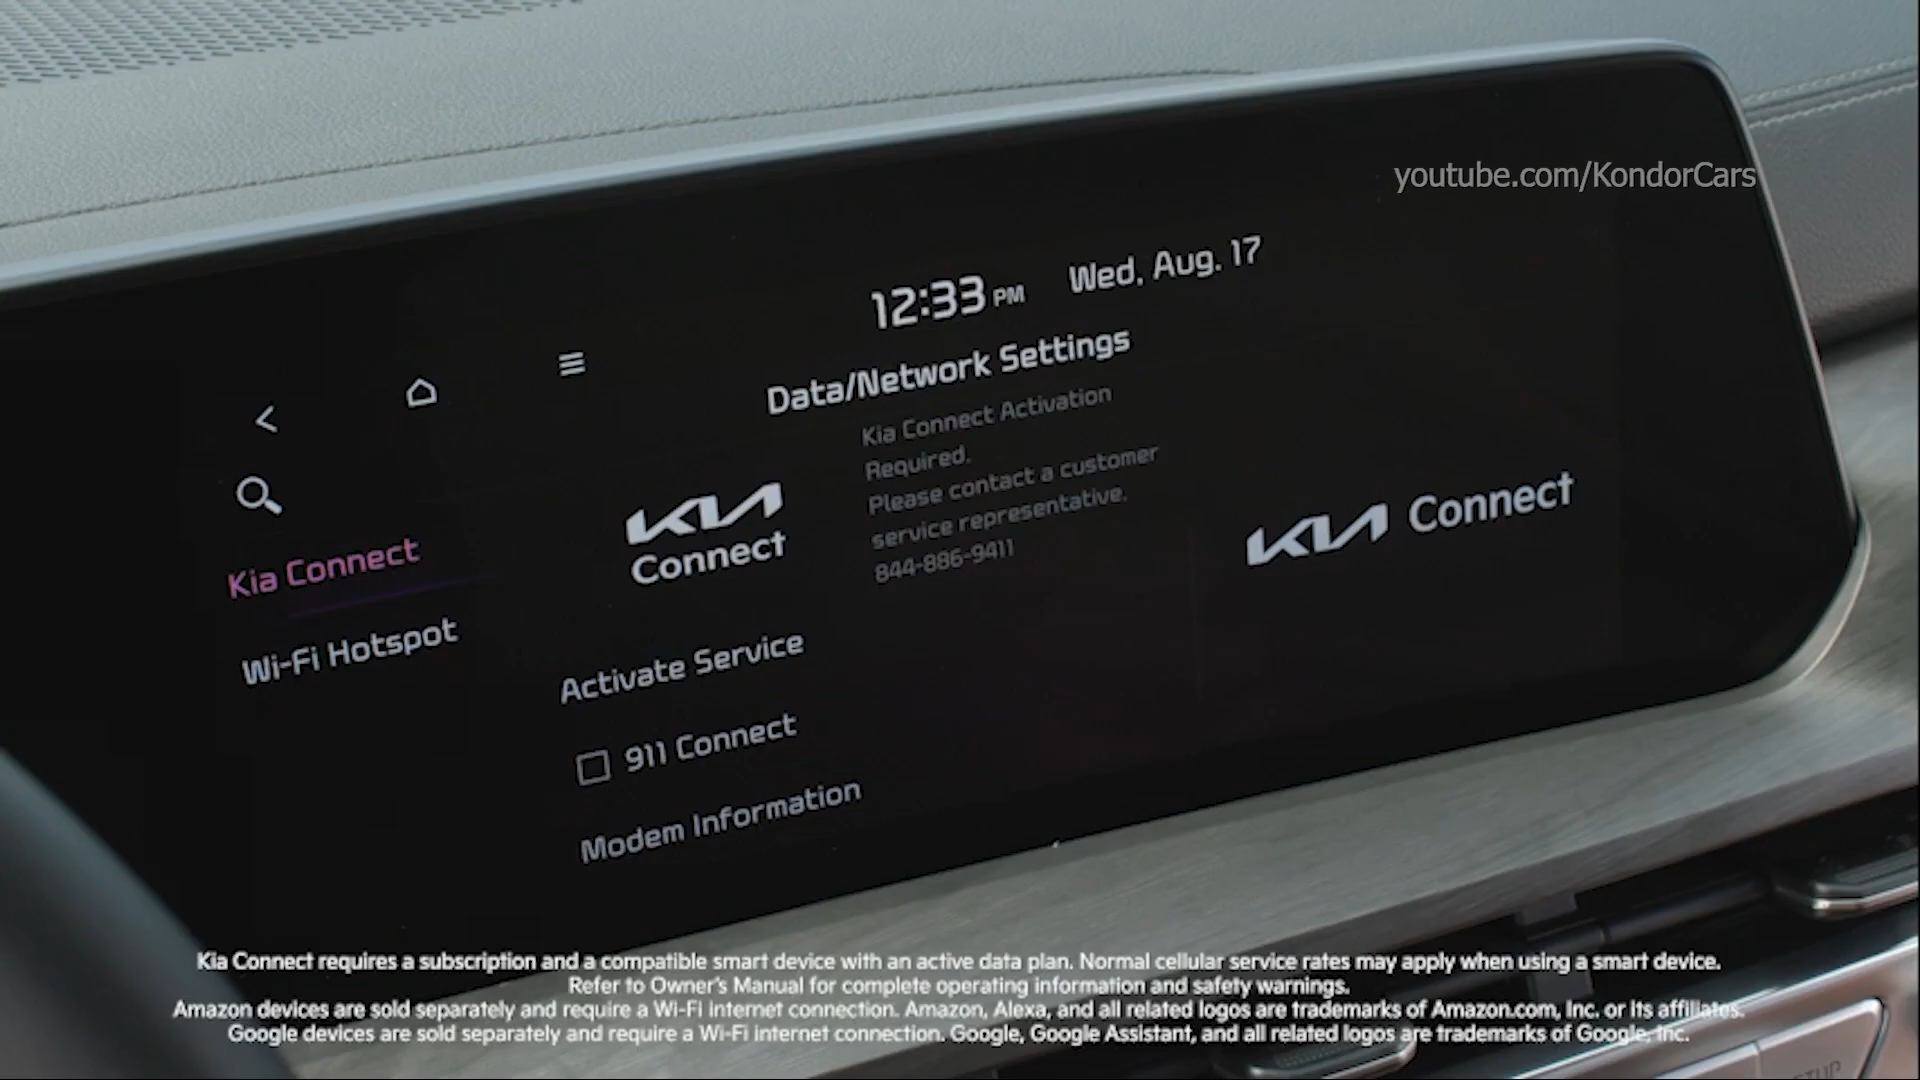 youtube.com/KondorCars
12:33 PM Wed, Aug. 17
Data/Network Settings
Kia Connect
Wi-Fi Hotspot
KIA
Connect
Kia Connect Activation
Required.
Please contact a customer
service representative.
844-886-9411
KIA Connect
Activate Service
911 Connect
Modem Information
Kia Connect requires a subscription and a compatible smart device with an active data plan. Normal cellular service rates may apply when using a smart device.
Refer to Owner's Manual for complete operating information and safety warnings.
Amazon devices are sold separately and require a Wi-Fi internet connection. Amazon, Alexa, and all related logos are trademarks of Amazon.com, Inc. or its affiliates.
Google devices are sold separately and require a Wi-Fi internet connection. Google, Google Assistant, and all related logos are trademarks of Google, Inc.